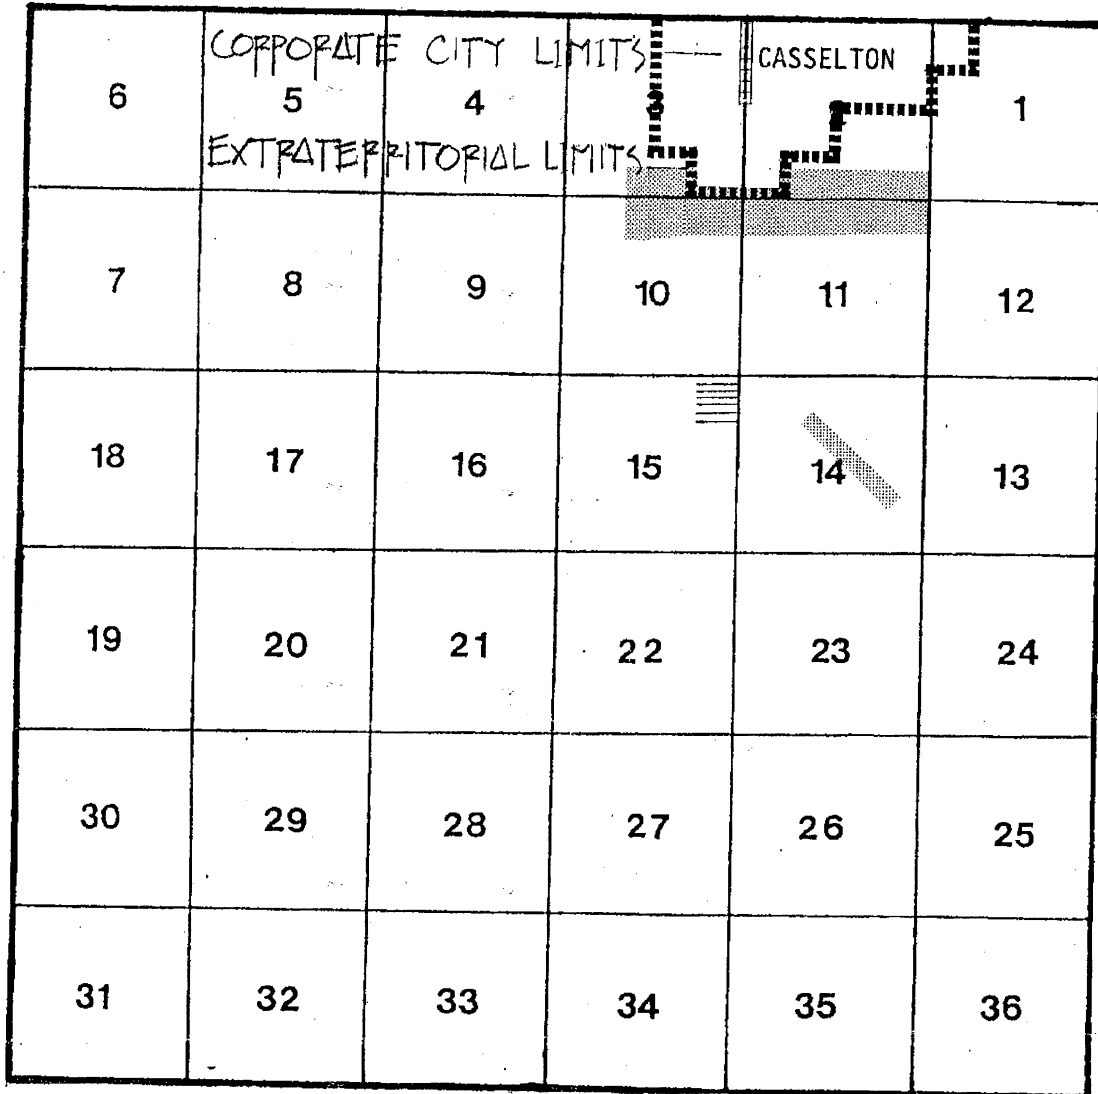 CORPORATE CITY LIMITS
CASSELTON
6 5 4 1
EXTRATERRITORIAL LIMITS
7 8 9 10 11 12
18 17 16 15 14 13
19 20 21 22 23 24
30 29 28 27 26 25
31 32 33 34 35 36